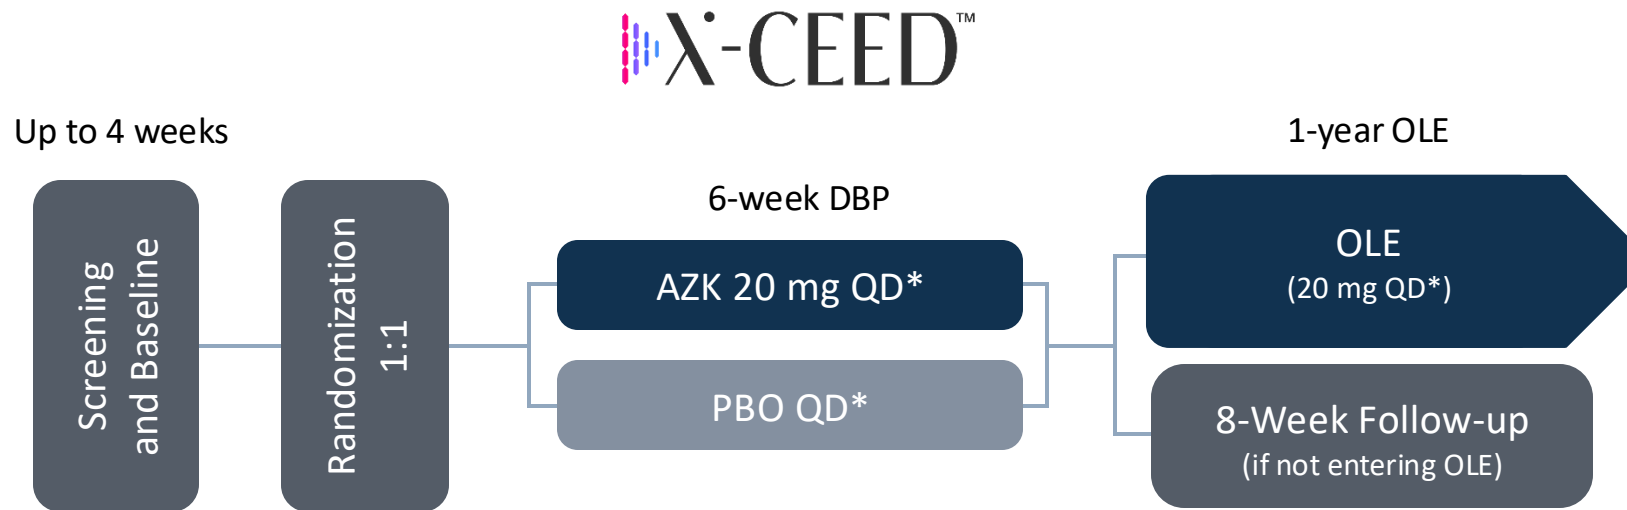 X-CEED™
Up to 4 weeks
1-year OLE
6-week DBP
Screening
and Baseline
Randomization
1:1
AZK 20 mg QD*
PBO QD*
OLE
(20 mg QD*)
8-Week Follow-up
(if not entering OLE)